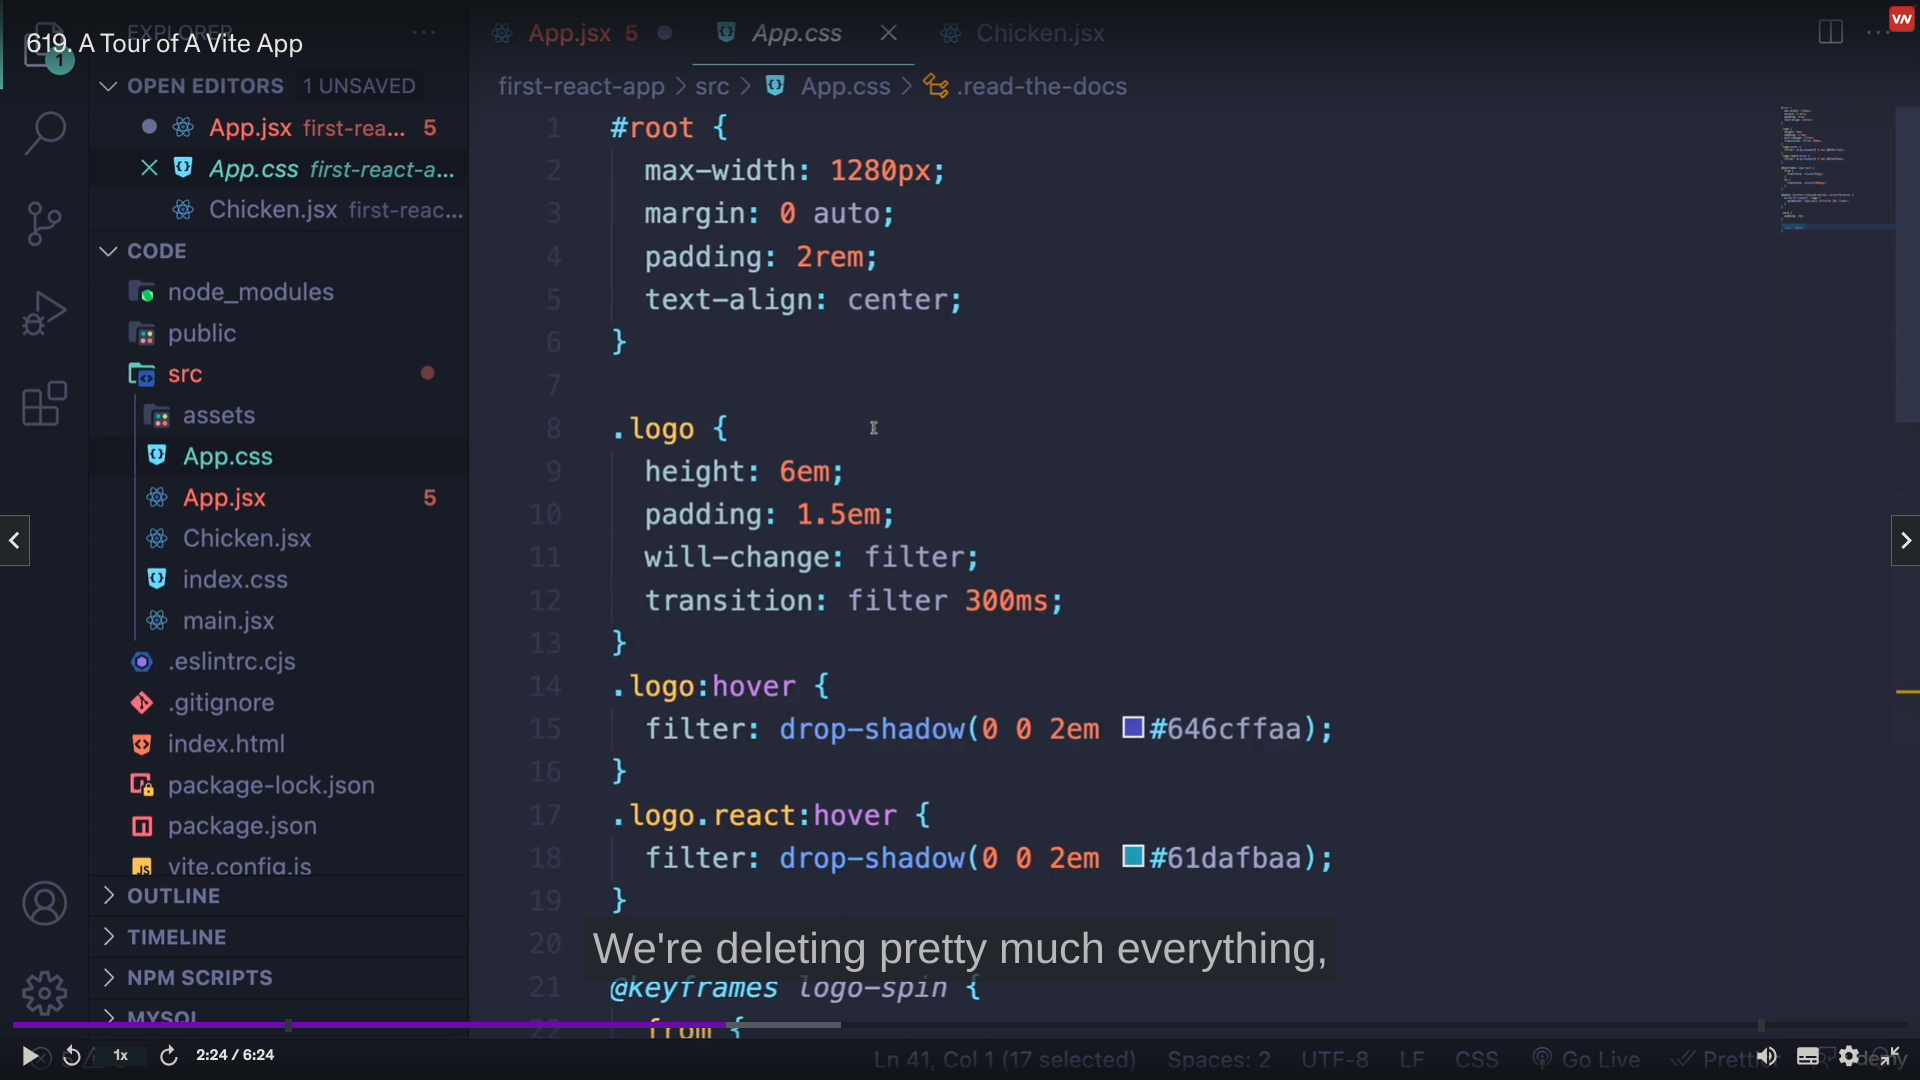 EXPLORER
619. A Tour of A Vite App
1
OPEN EDITORS 1 UNSAVED
App.jsx first-rea... 5
App.css first-react-a...
Chicken.jsx first-reac...
CODE
node_modules
public
src
assets
App.css
App.jsx 5
Chicken.jsx
index.css
main.jsx
.eslintrc.cjs
.gitignore
index.html
package-lock.json
package.json
vite.config.js
OUTLINE
TIMELINE
NPM SCRIPTS
MYSQL
App.jsx 5 App.css Chicken.jsx
first-react-app > src > App.css > .read-the-docs
1 #root {
2 max-width: 1280px;
3 margin: 0 auto;
4 padding: 2rem;
5 text-align: center;
6 }
7
8 .logo {
9 height: 6em;
10 padding: 1.5em;
11 will-change: filter;
12 transition: filter 300ms;
13 }
14 .logo:hover {
15 filter: drop-shadow(0 0 2em #646cffaa);
16 }
17 .logo.react:hover {
18 filter: drop-shadow(0 0 2em #61dafbaa);
19 }
20
We're deleting pretty much everything,
21 @keyframes logo-spin {
22 from {
1x 2:24 / 6:24
Ln 41, Col 1 (17 selected) Spaces: 2 UTF-8 LF CSS Go Live